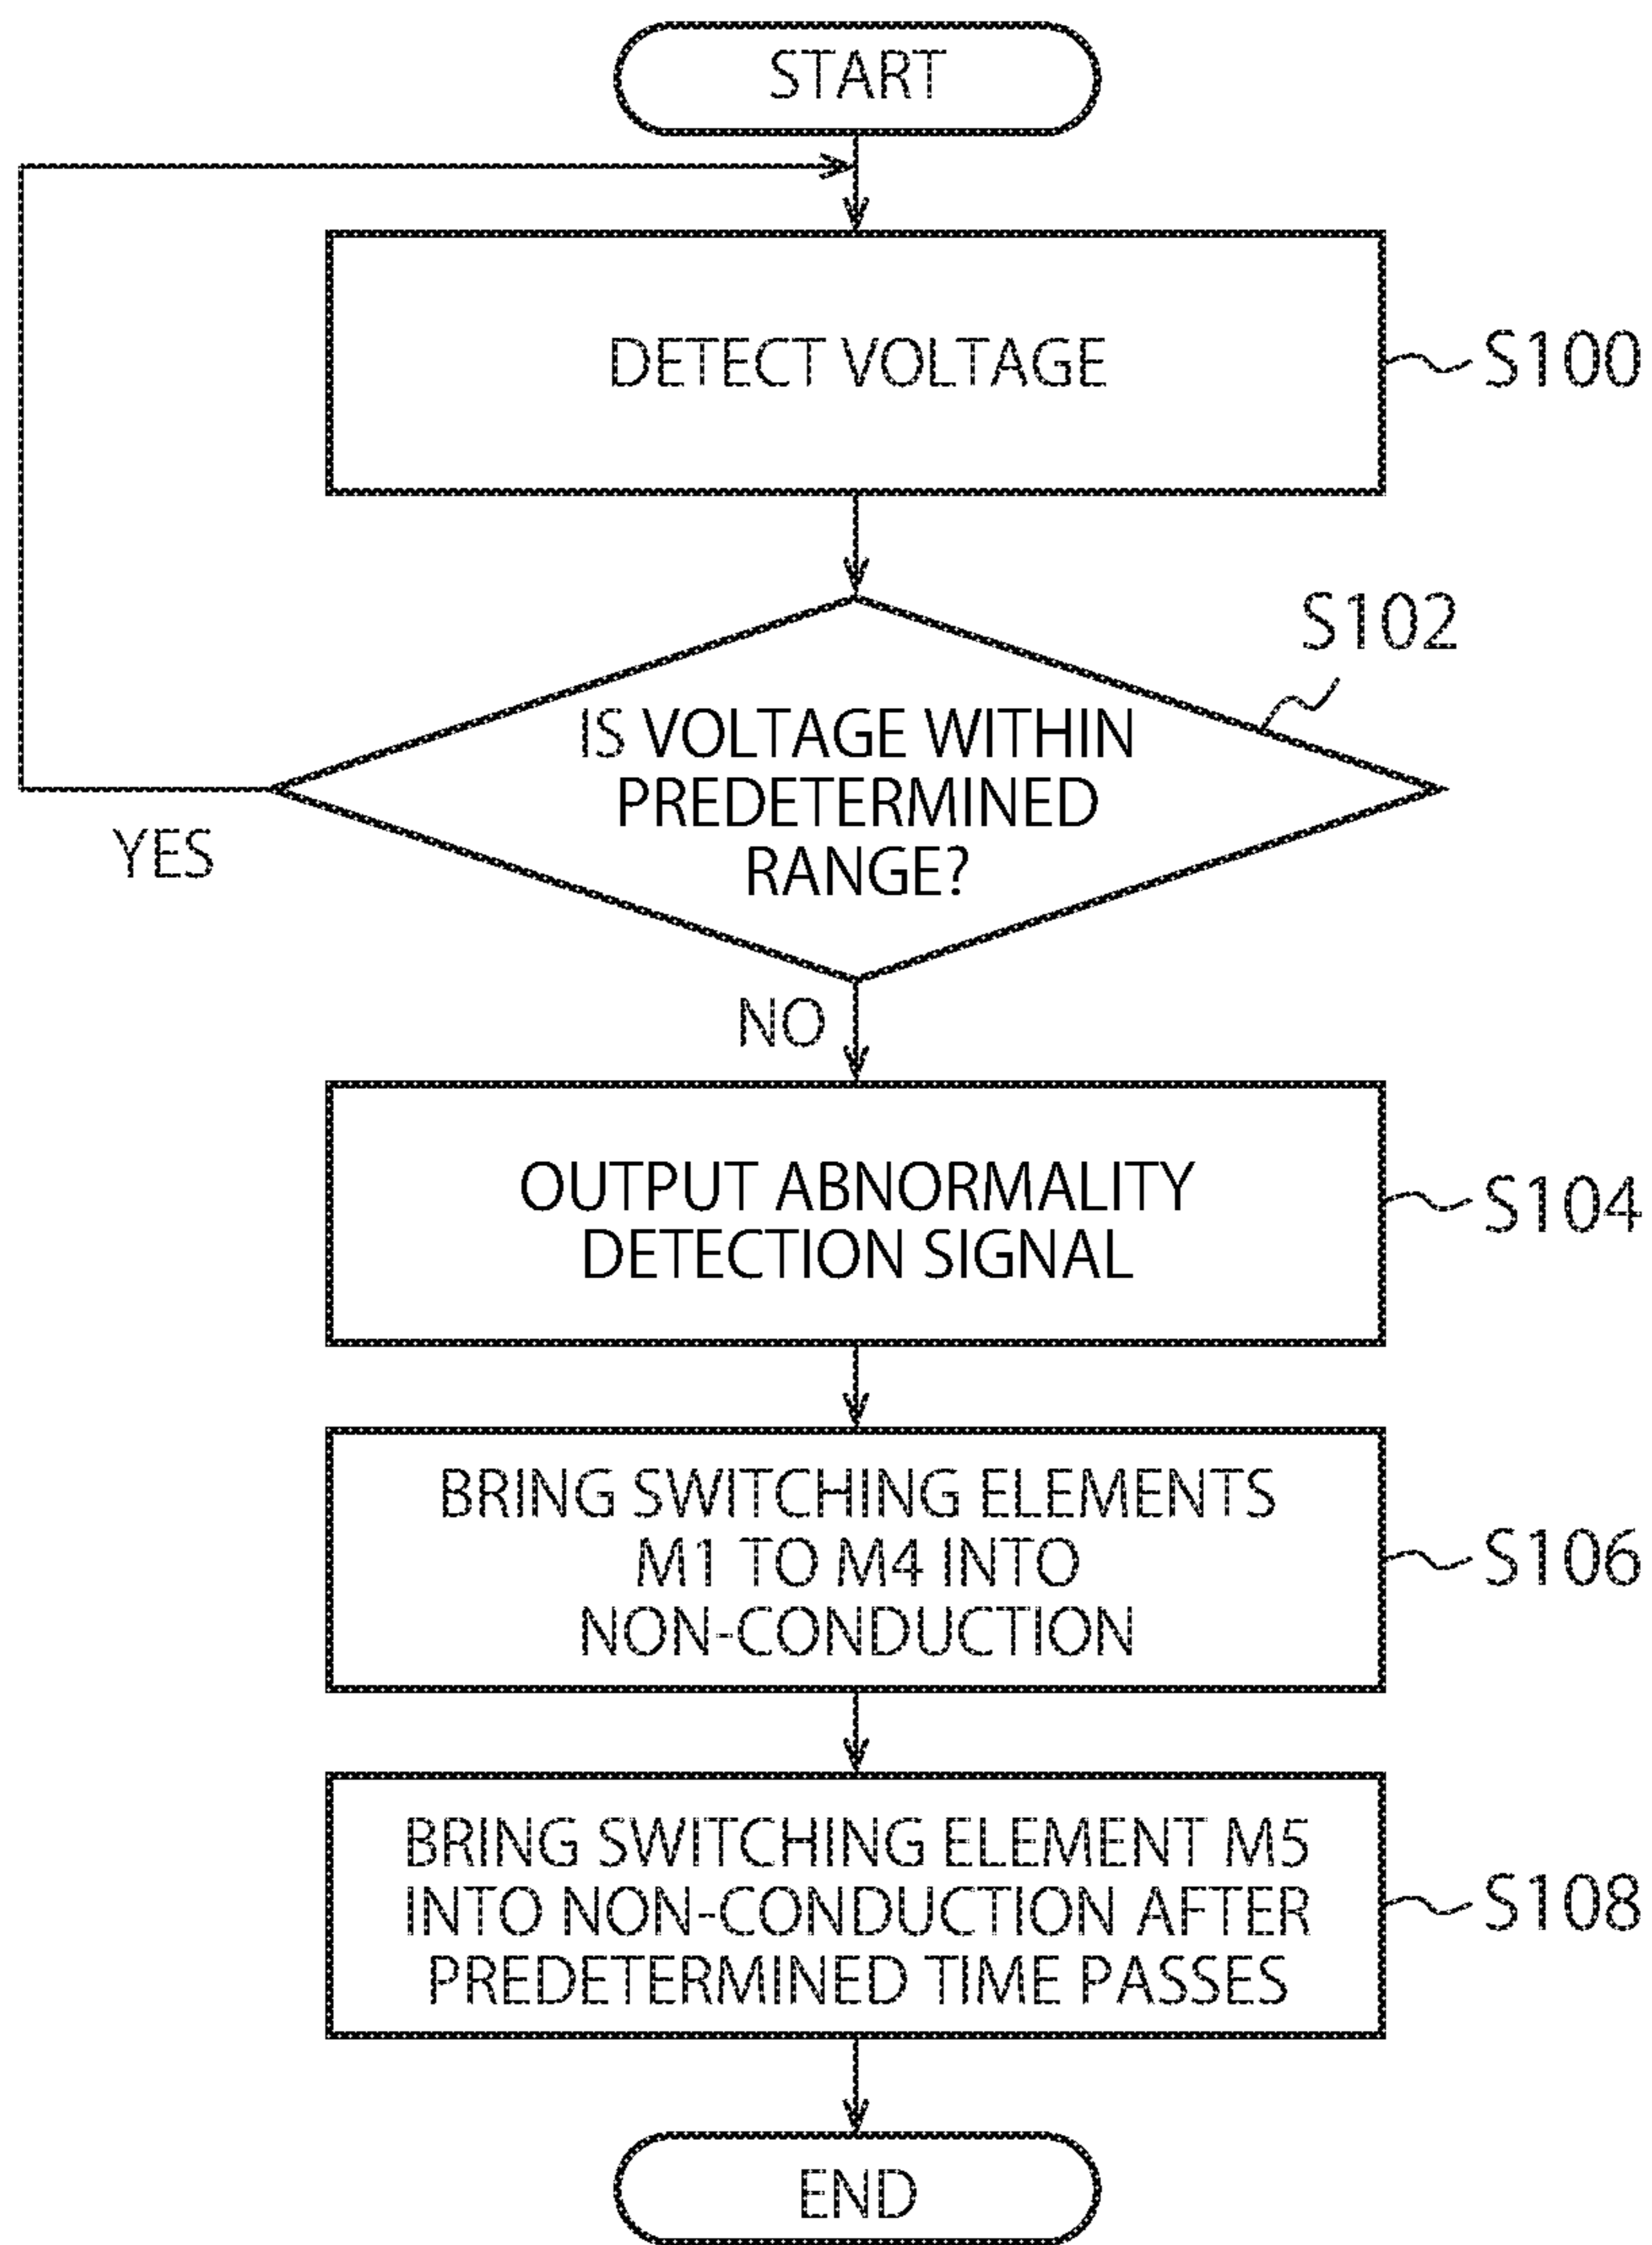 START
DETECT VOLTAGE
S100
S102
IS VOLTAGE WITHIN
PREDETERMINED
RANGE?
YES
NO
OUTPUT ABNORMALITY
DETECTION SIGNAL
S104
BRING SWITCHING ELEMENTS
M1 TO M4 INTO
NON-CONDUCTION
S106
BRING SWITCHING ELEMENT M5
INTO NON-CONDUCTION AFTER
PREDETERMINED TIME PASSES
S108
END